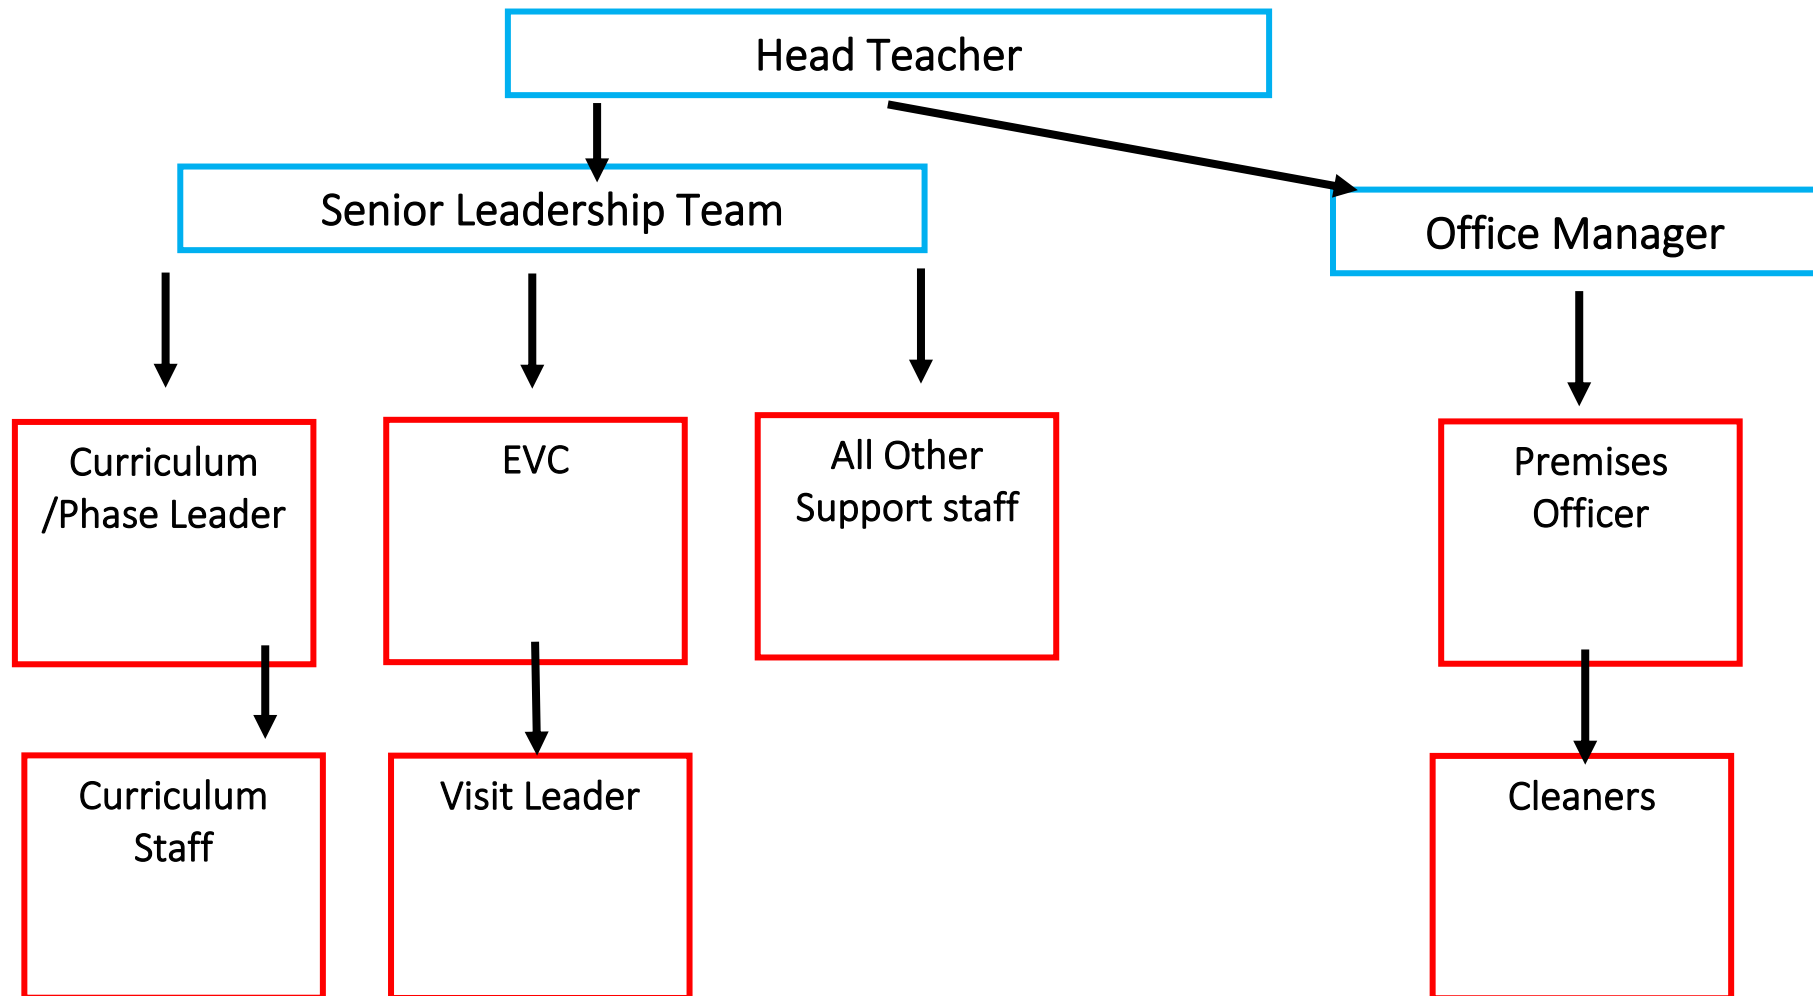 Head Teacher
Senior Leadership Team
Office Manager
Curriculum
/Phase Leader
EVC
All Other
Support staff
Premises
Officer
Curriculum
Staff
Visit Leader
Cleaners